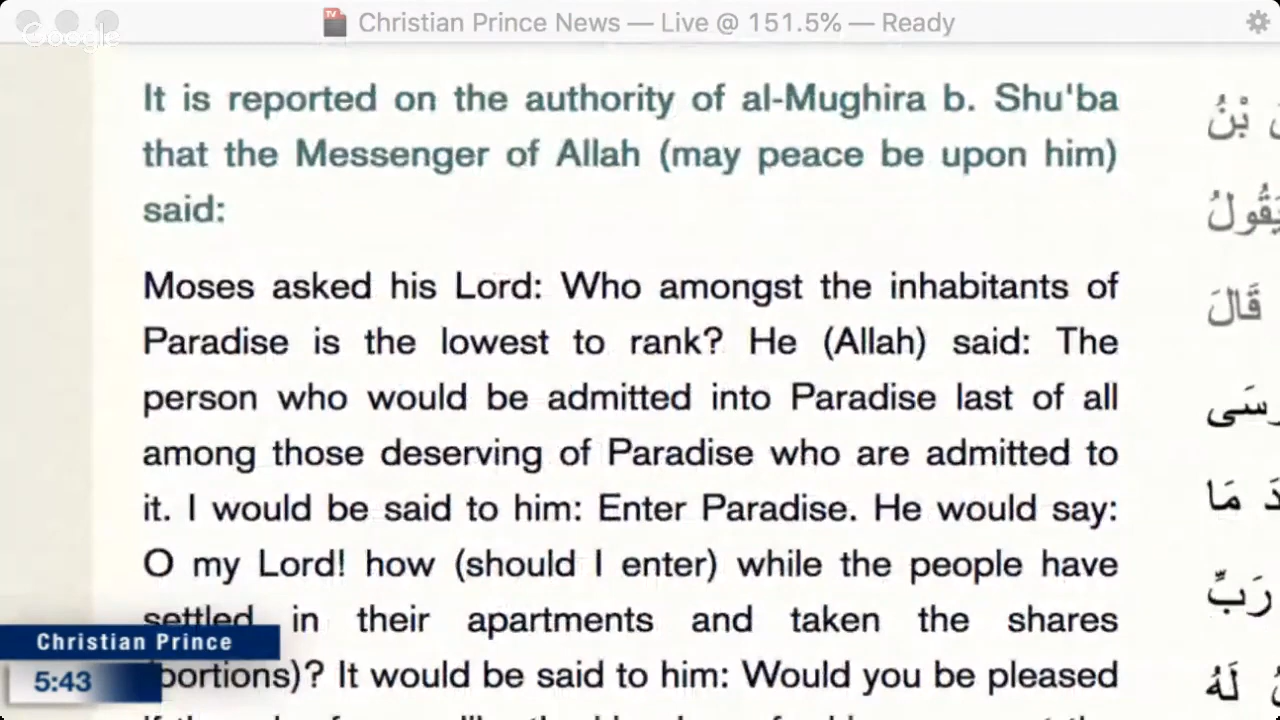 Christian Prince News — Live @ 151.5% — Ready
Google
It is reported on the authority of al-Mughira b. Shu'ba
that the Messenger of Allah (may peace be upon him)
said:
Moses asked his Lord: Who amongst the inhabitants of
Paradise is the lowest to rank? He (Allah) said: The
person who would be admitted into Paradise last of all
among those deserving of Paradise who are admitted to
it. I would be said to him: Enter Paradise. He would say:
O my Lord! how (should I enter) while the people have
settled in their apartments and taken the shares
portions)? It would be said to him: Would you be pleased
بْنُ
يَقُولُ
قَالَ
مَا
رَبِّ
لَهُ
Christian Prince
5:43